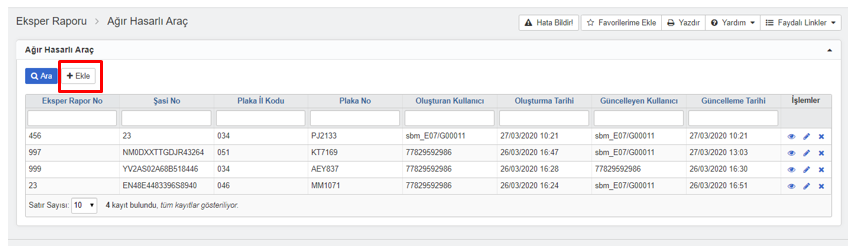 Eksper Raporu > Ağır Hasarlı Araç
Hata Bildir! Favorilerime Ekle Yazdır Yardım Faydalı Linkler
Ağır Hasarlı Araç
Ara + Ekle
Eksper Rapor No Şasi No Plaka İl Kodu Plaka No Oluşturan Kullanıcı Oluşturma Tarihi Güncelleyen Kullanıcı Güncelleme Tarihi İşlemler
456 23 034 PJ2133 sbm_E07/G00011 27/03/2020 10:21 sbm_E07/G00011 27/03/2020 10:21
997 NM0DXXTTGDJR43264 051 KT7169 77829592986 26/03/2020 16:47 sbm_E07/G00011 27/03/2020 13:03
999 YV2AS02A68B518446 034 AEY837 77829592986 26/03/2020 16:28 77829592986 26/03/2020 16:30
23 EN48E4483396S8940 046 MM1071 77829592986 26/03/2020 16:24 sbm_E07/G00011 26/03/2020 16:51
Satır Sayısı: 10 4 kayıt bulundu, tüm kayıtlar gösteriliyor.